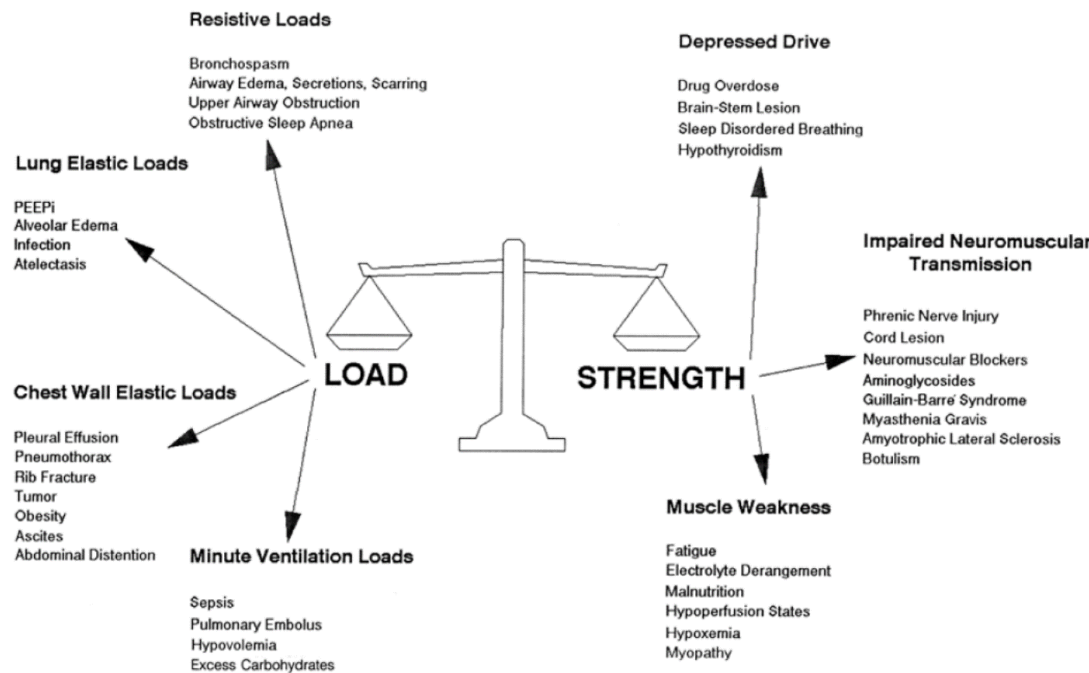 Resistive Loads
Bronchospasm
Airway Edema, Secretions, Scarring
Upper Airway Obstruction
Obstructive Sleep Apnea
Lung Elastic Loads
PEEPi
Alveolar Edema
Infection
Atelectasis
Chest Wall Elastic Loads
Pleural Effusion
Pneumothorax
Rib Fracture
Tumor
Obesity
Ascites
Abdominal Distention
Minute Ventilation Loads
Sepsis
Pulmonary Embolus
Hypovolemia
Excess Carbohydrates
LOAD
STRENGTH
Depressed Drive
Drug Overdose
Brain-Stem Lesion
Sleep Disordered Breathing
Hypothyroidism
Impaired Neuromuscular
Transmission
Phrenic Nerve Injury
Cord Lesion
Neuromuscular Blockers
Aminoglycosides
Guillain-Barré Syndrome
Myasthenia Gravis
Amyotrophic Lateral Sclerosis
Botulism
Muscle Weakness
Fatigue
Electrolyte Derangement
Malnutrition
Hypoperfusion States
Hypoxemia
Myopathy